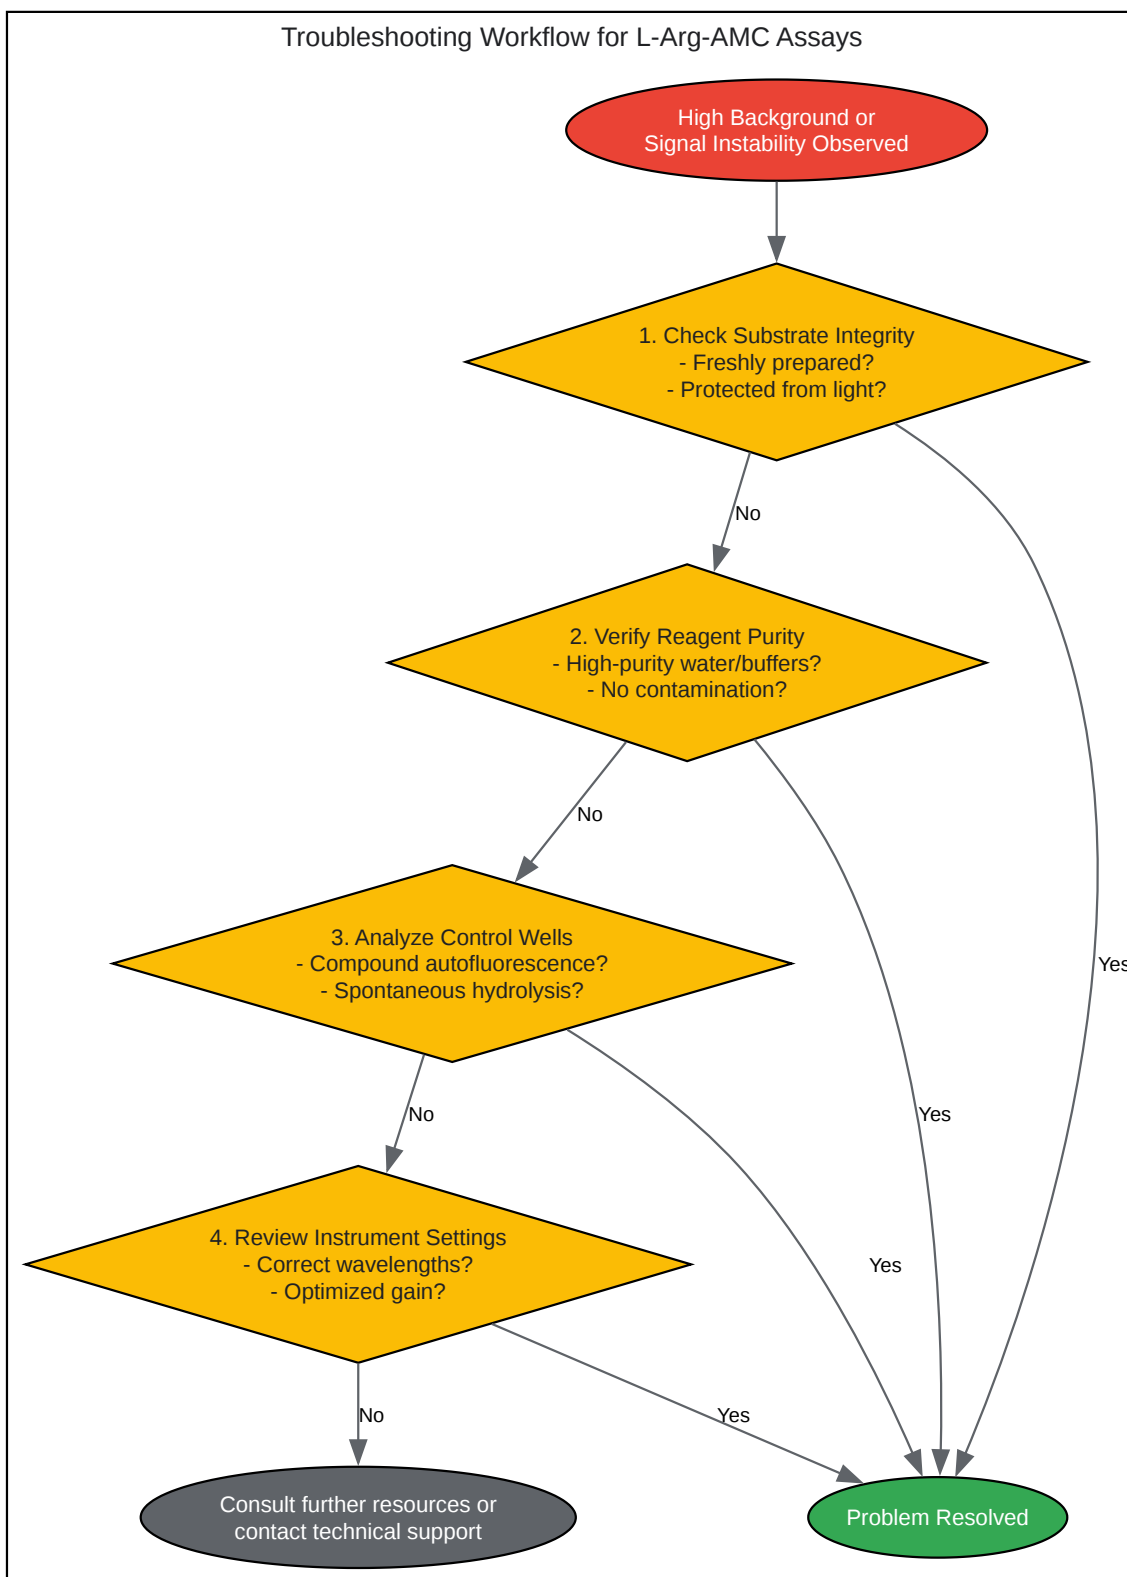 Troubleshooting Workflow for L-Arg-AMC Assays
High Background or
Signal Instability Observed
1. Check Substrate Integrity
- Freshly prepared?
- Protected from light?
No
Yes
2. Verify Reagent Purity
- High-purity water/buffers?
- No contamination?
No
Yes
3. Analyze Control Wells
- Compound autofluorescence?
- Spontaneous hydrolysis?
No
Yes
4. Review Instrument Settings
- Correct wavelengths?
- Optimized gain?
No
Yes
Consult further resources or
contact technical support
Problem Resolved